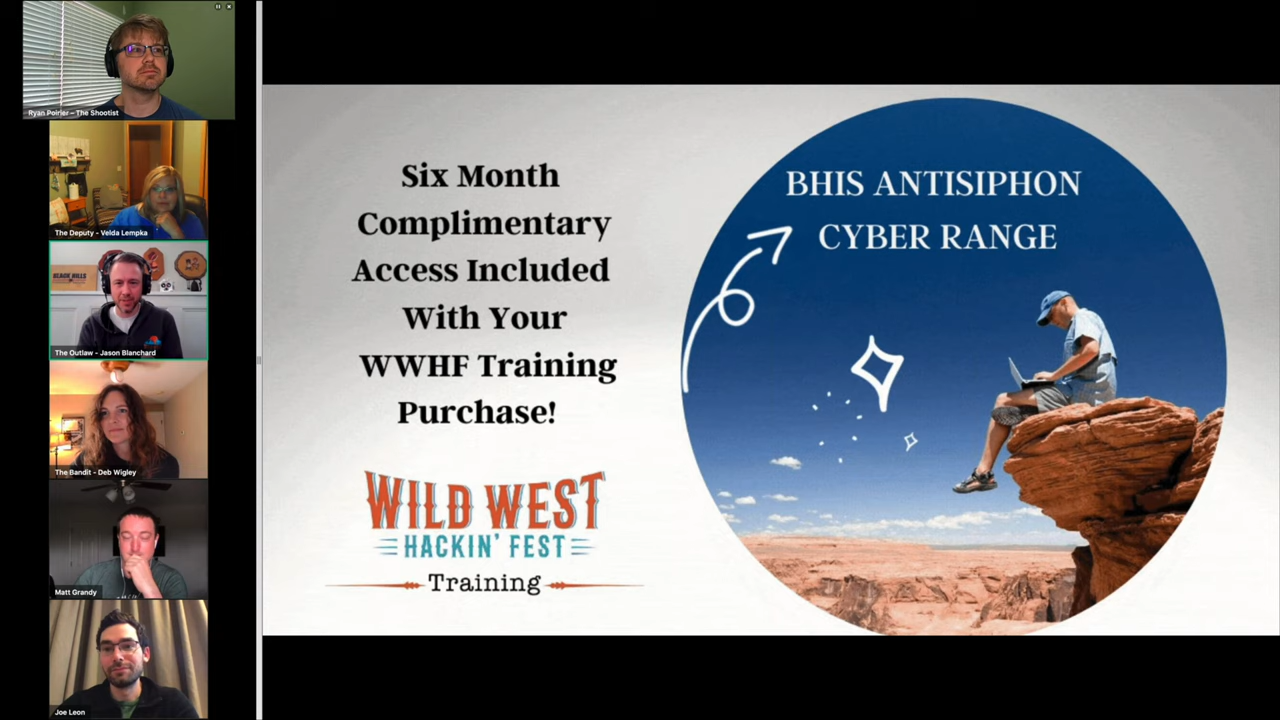 Ryan Poirier – The Shootist
The Deputy - Velda Lempka
BLACK HILLS
The Outlaw - Jason Blanchard
The Bandit - Deb Wigley
Matt Grandy
Joe Leon
Six Month
Complimentary
Access Included
With Your
WWHF Training
Purchase!
WILD WEST
HACKIN' FEST
Training
BHIS ANTISIPHON
CYBER RANGE